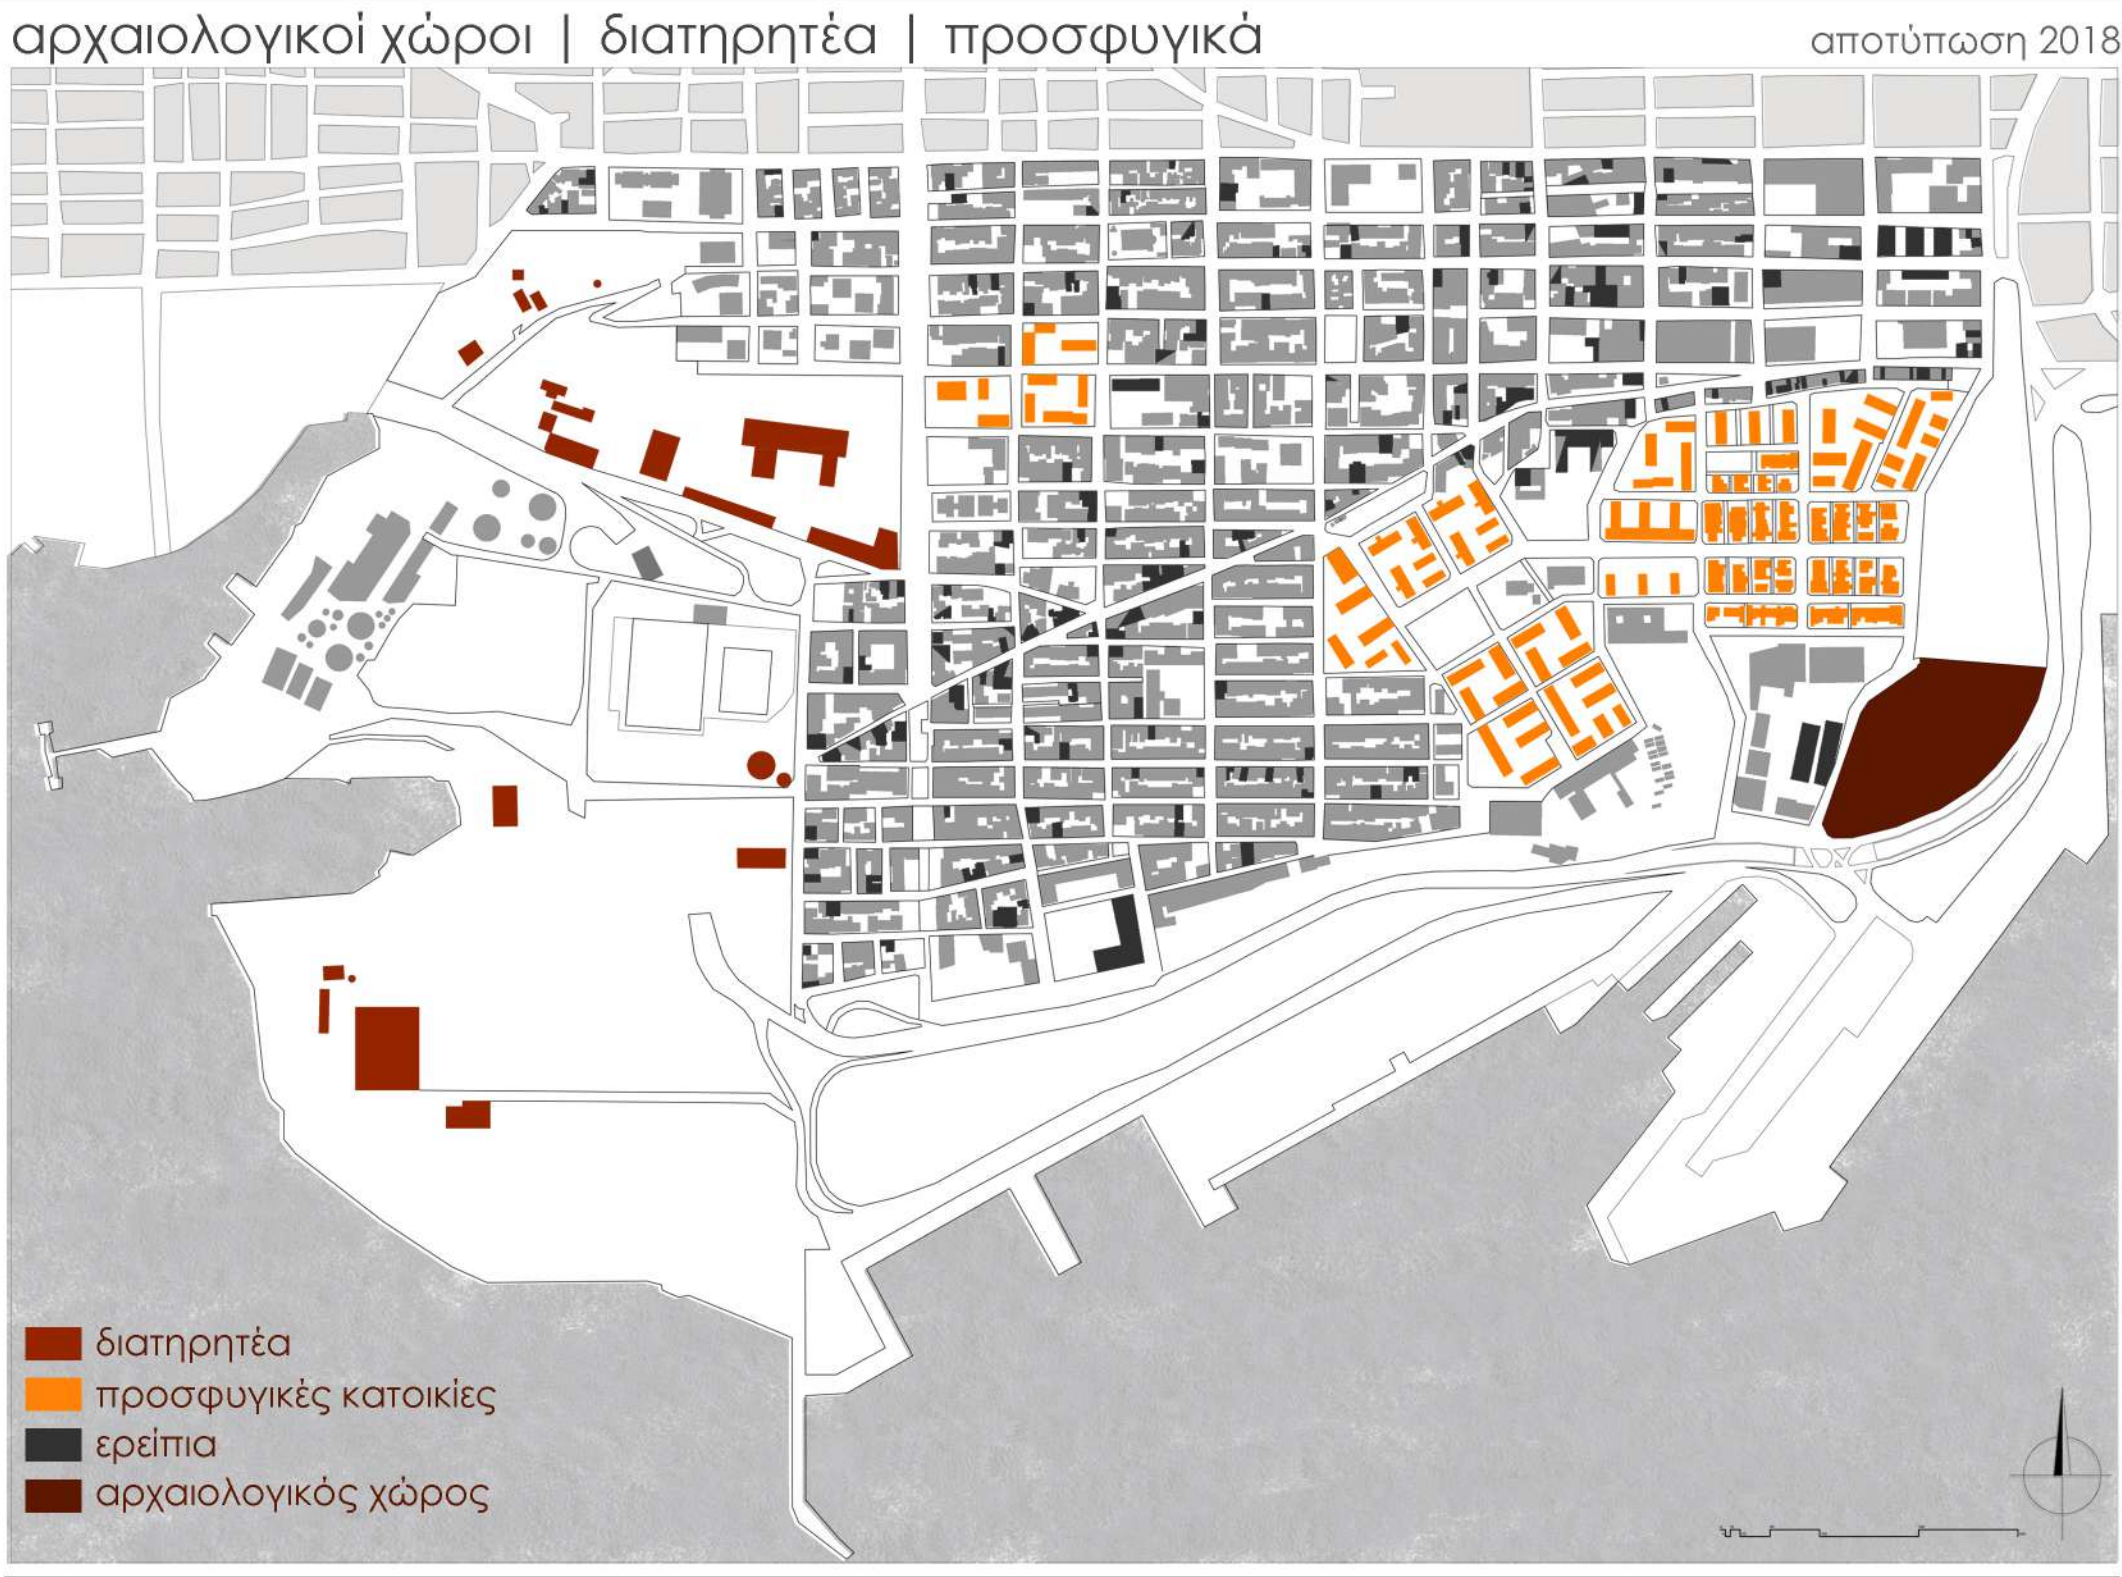 αρχαιολογικοί χώροι | διατηρητέα | προσφυγικά
αποτύπωση 2018
διατηρητέα
προσφυγικές κατοικίες
ερείπια
αρχαιολογικός χώρος